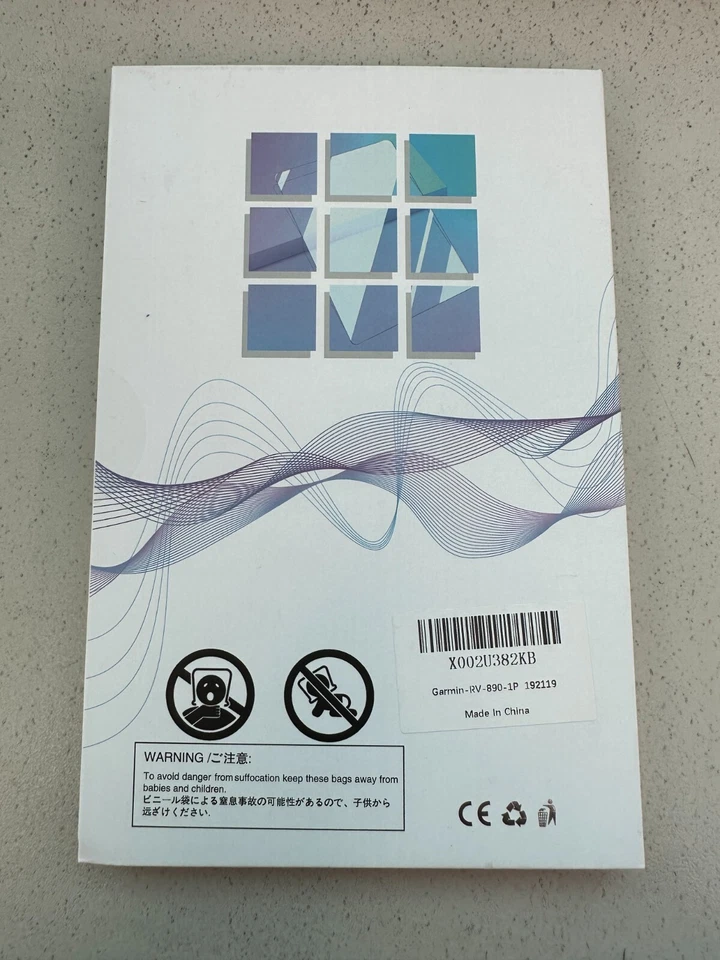 X002U382KB
Garmin-RV-890-1P 192119
Made In China
WARNING /ご注意:
To avoid danger from suffocation keep these bags away from
babies and children.
ビニール袋による窒息事故の可能性があるので、子供から
远ざけください.
CE